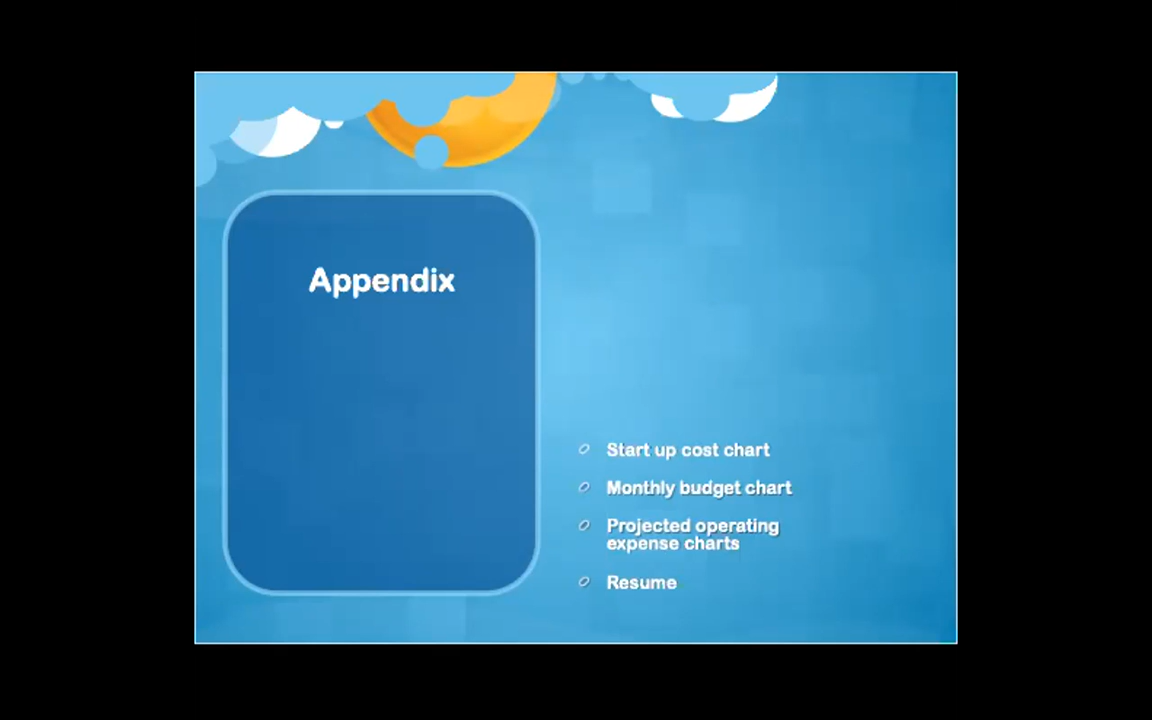 Appendix
Start up cost chart
Monthly budget chart
Projected operating
expense charts
Resume